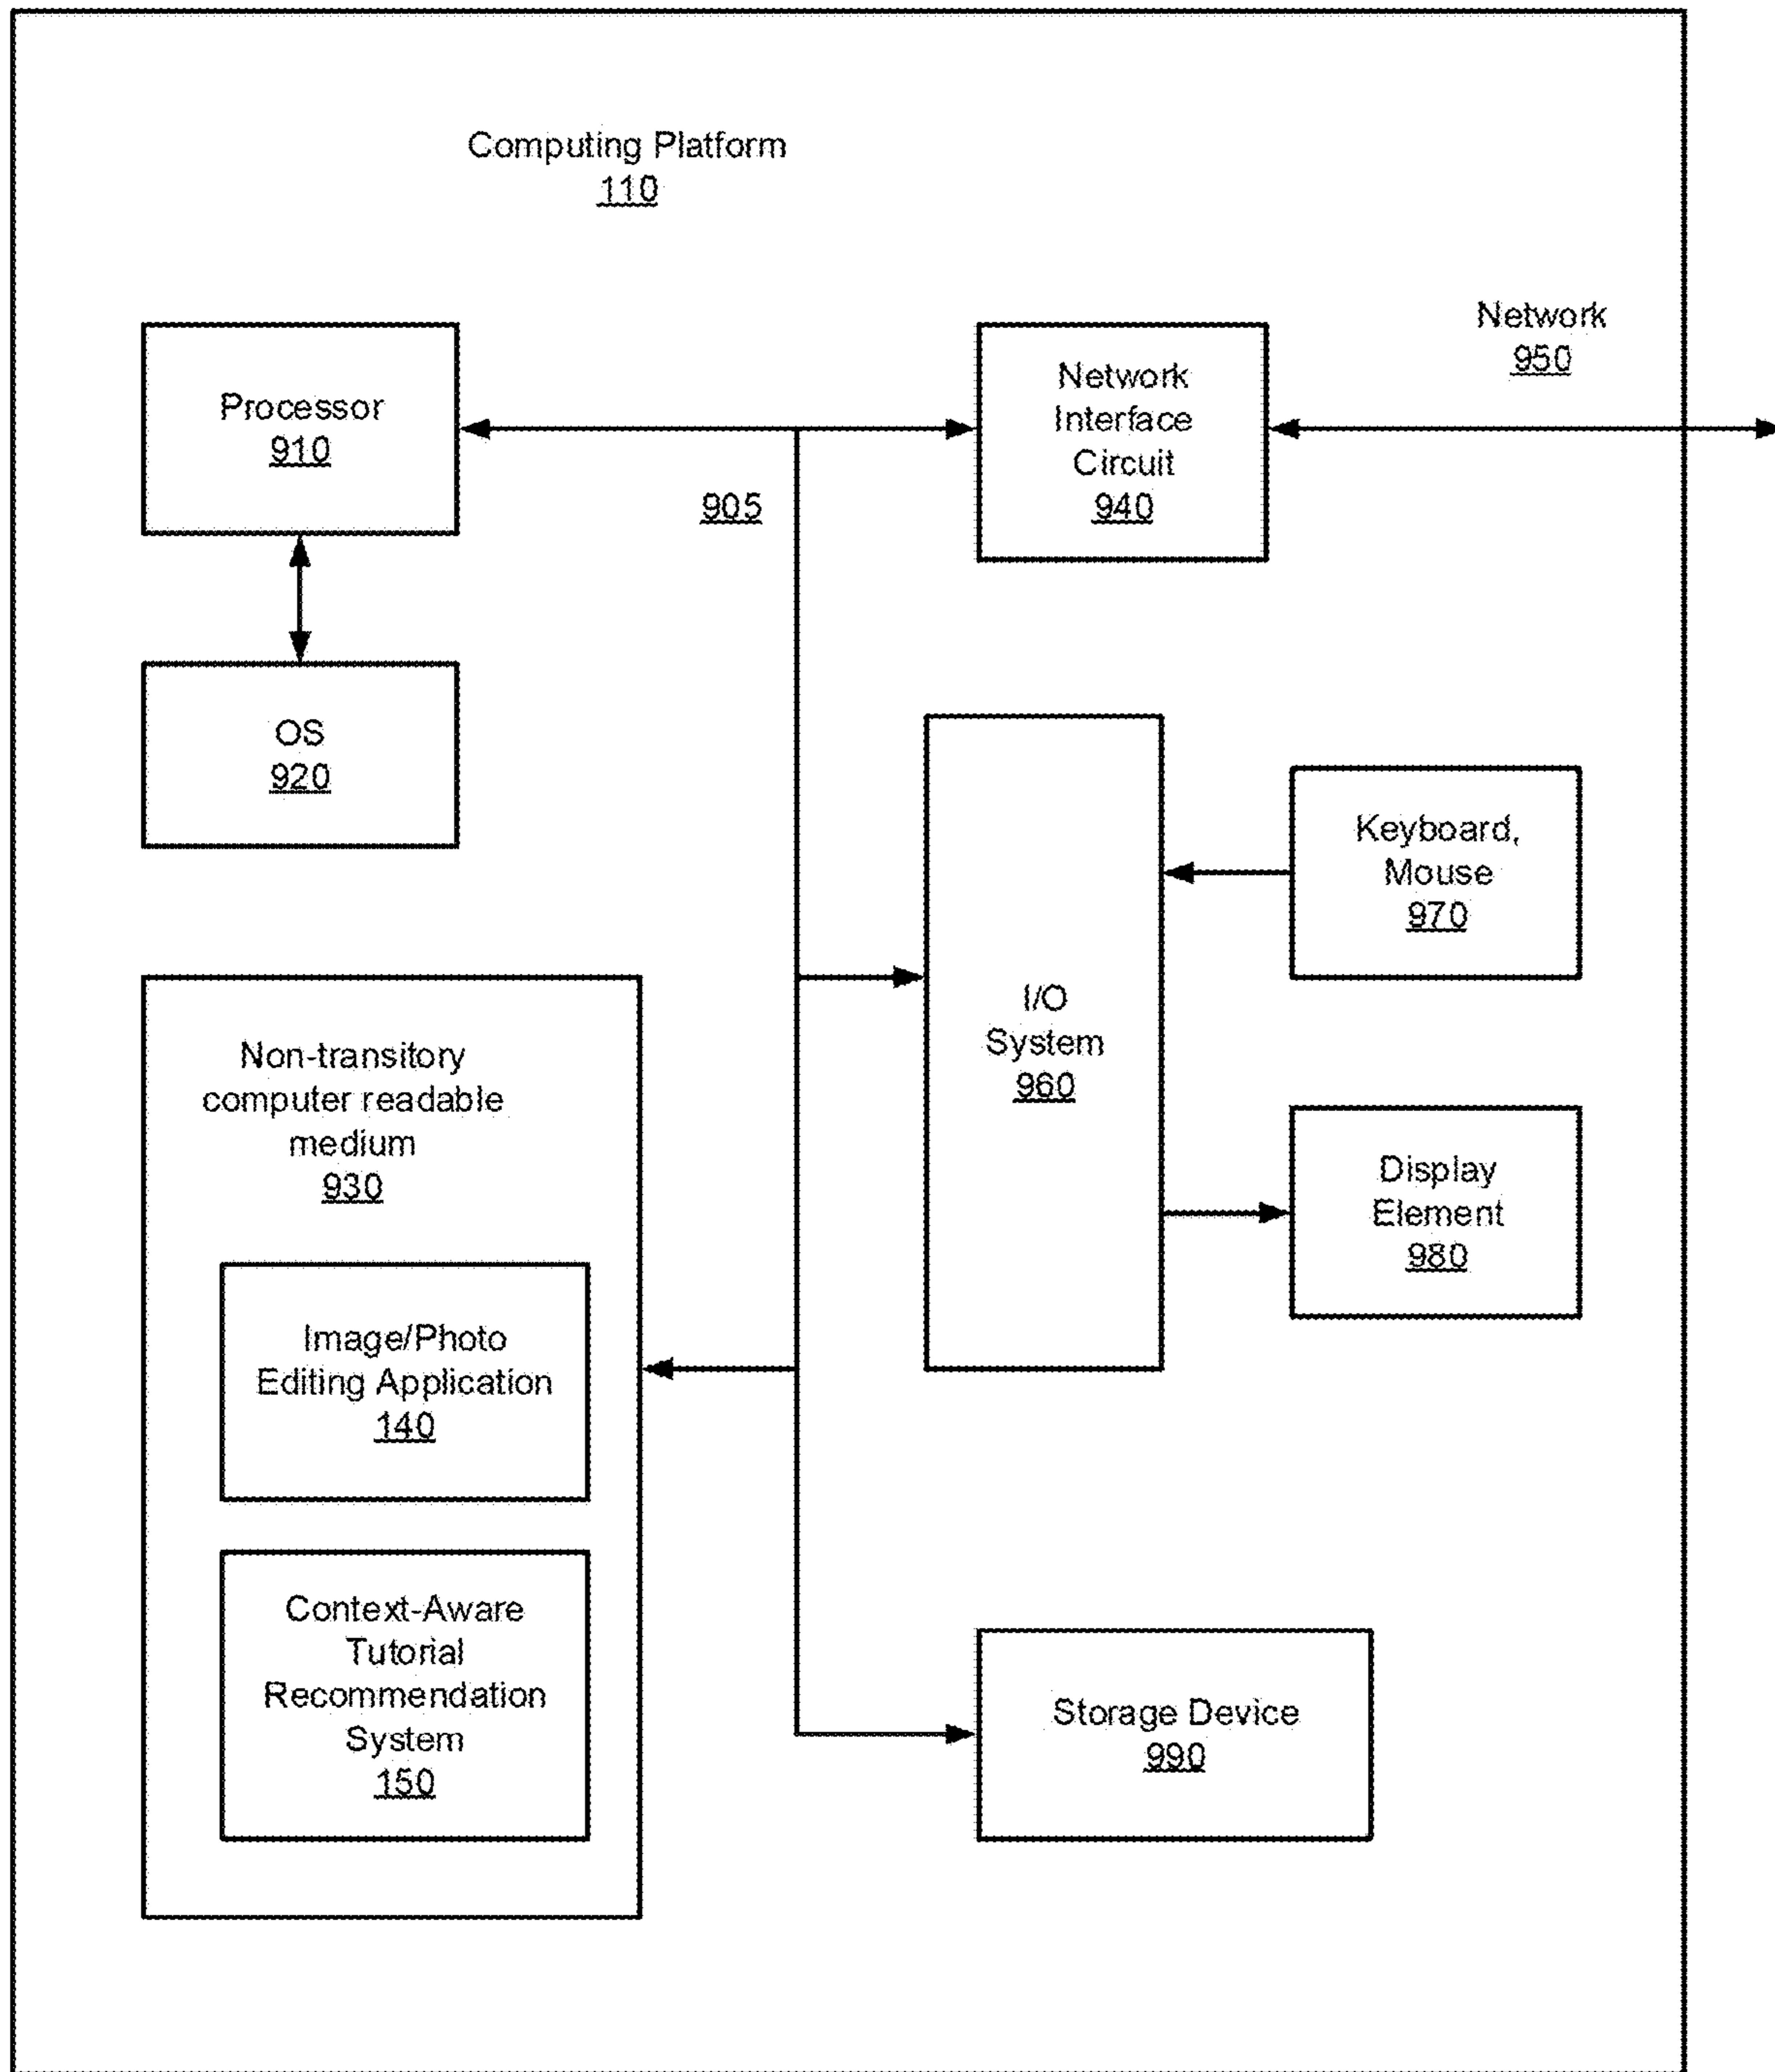 Computing Platform
110
Processor
910
Network
Interface
Circuit
940
Network
950
905
OS
920
Keyboard,
Mouse
970
I/O
System
960
Non-transitory
computer readable
medium
930
Display
Element
980
Image/Photo
Editing Application
140
Context-Aware
Tutorial
Recommendation
System
150
Storage Device
990